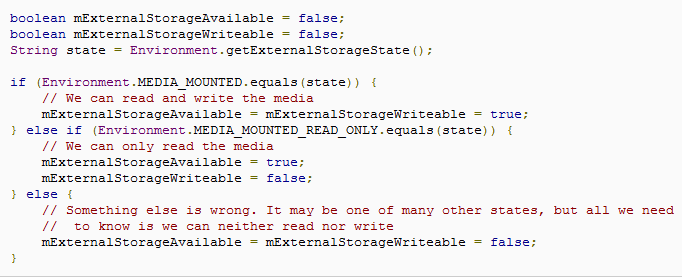 boolean mExternalStorageAvailable = false;
boolean mExternalStorageWriteable = false;
String state = Environment.getExternalStorageState();

if (Environment.MEDIA_MOUNTED.equals(state)) {
    // We can read and write the media
    mExternalStorageAvailable = mExternalStorageWriteable = true;
} else if (Environment.MEDIA_MOUNTED_READ_ONLY.equals(state)) {
    // We can only read the media
    mExternalStorageAvailable = true;
    mExternalStorageWriteable = false;
} else {
    // Something else is wrong. It may be one of many other states, but all we need
    //  to know is we can neither read nor write
    mExternalStorageAvailable = mExternalStorageWriteable = false;
}